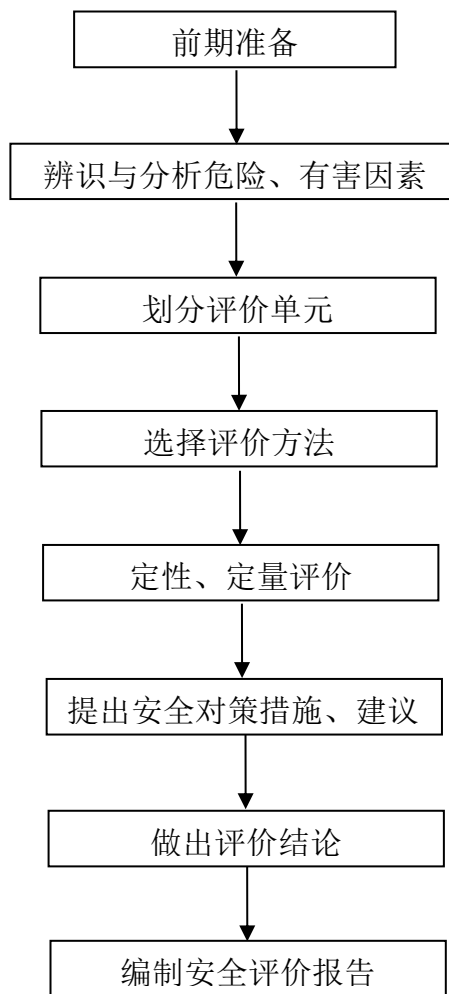 前期准备
辨识与分析危险、有害因素
划分评价单元
选择评价方法
定性、定量评价
提出安全对策措施、建议
做出评价结论
编制安全评价报告